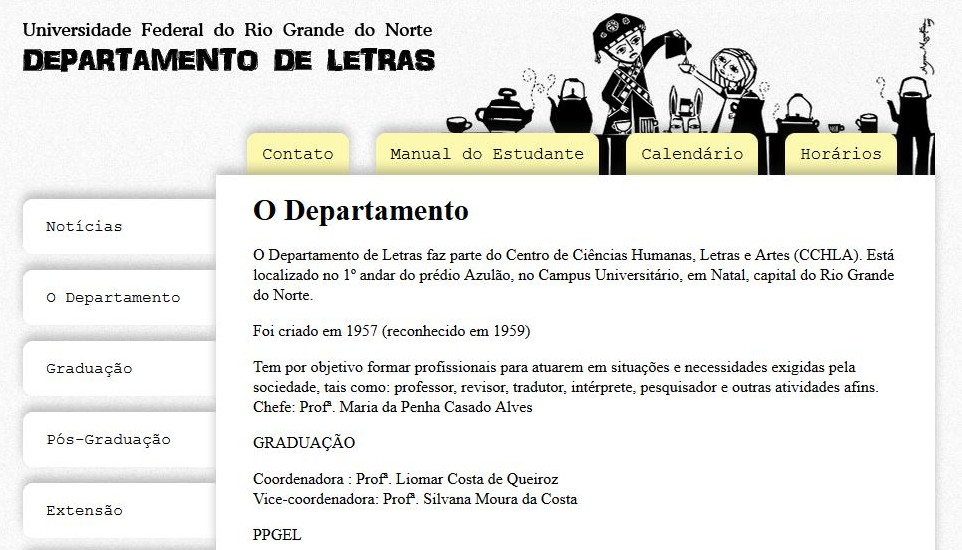 Universidade Federal do Rio Grande do Norte
DEPARTAMENTO DE LETRAS
Contato
Manual do Estudante
Calendário
Horários
Notícias
O Departamento
Graduação
Pós-Graduação
Extensão
O Departamento
O Departamento de Letras faz parte do Centro de Ciências Humanas, Letras e Artes (CCHLA). Está
localizado no 1º andar do prédio Azulão, no Campus Universitário, em Natal, capital do Rio Grande
do Norte.
Foi criado em 1957 (reconhecido em 1959)
Tem por objetivo formar profissionais para atuarem em situações e necessidades exigidas pela
sociedade, tais como: professor, revisor, tradutor, intérprete, pesquisador e outras atividades afins.
Chefe: Profª. Maria da Penha Casado Alves
GRADUAÇÃO
Coordenadora : Profª. Liomar Costa de Queiroz
Vice-coordenadora: Profª. Silvana Moura da Costa
PPGEL